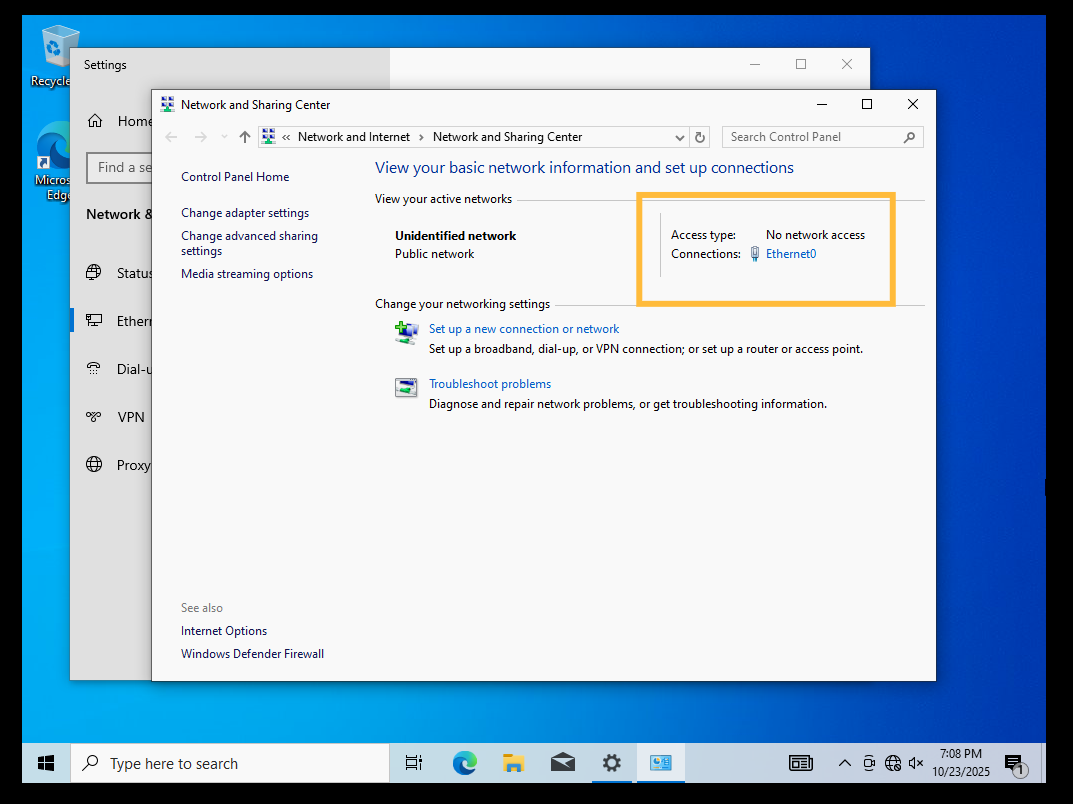 Recycle
Micros
Edge
Settings
Home
Find a se
Network &
Status
Ethern
Dial-u
VPN
Proxy
Network and Sharing Center
« Network and Internet › Network and Sharing Center
Search Control Panel
Control Panel Home
Change adapter settings
Change advanced sharing
settings
Media streaming options
View your basic network information and set up connections
View your active networks
Unidentified network
Public network
Access type: No network access
Connections: Ethernet0
Change your networking settings
Set up a new connection or network
Set up a broadband, dial-up, or VPN connection; or set up a router or access point.
Troubleshoot problems
Diagnose and repair network problems, or get troubleshooting information.
See also
Internet Options
Windows Defender Firewall
Type here to search
7:08 PM
10/23/2025
1